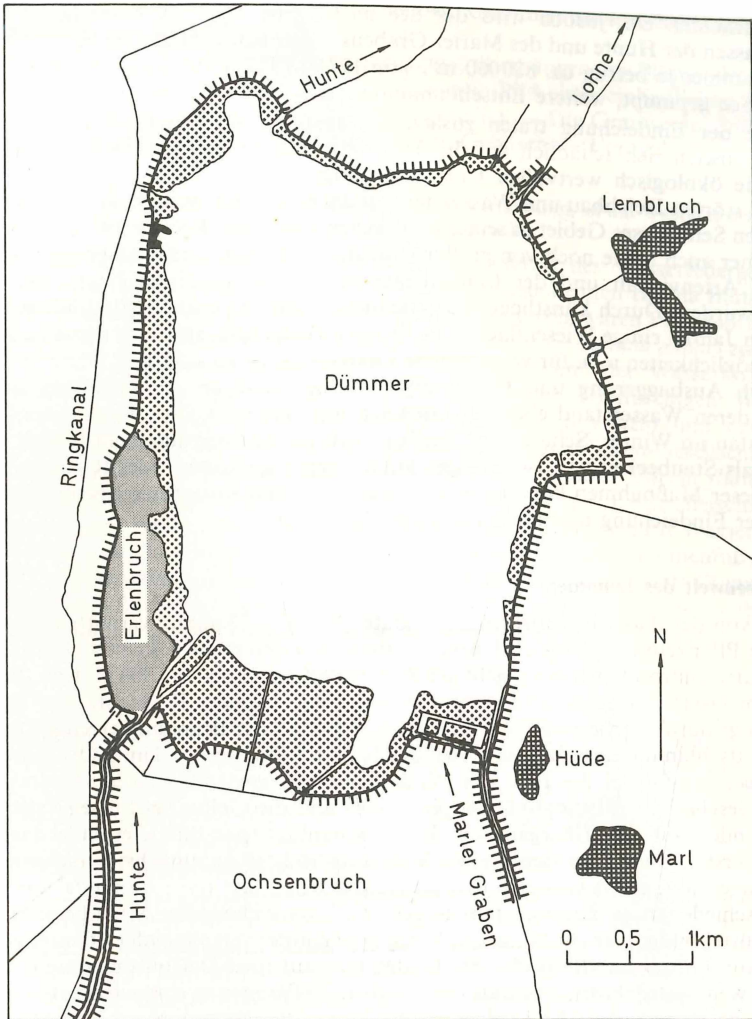 Hunte
Lohne
Lembruch
Dümmer
Ringkanal
Erlenbruch
N
Hüde
Marler Graben
Marl
Hunte
Ochsenbruch
0 0,5 1km